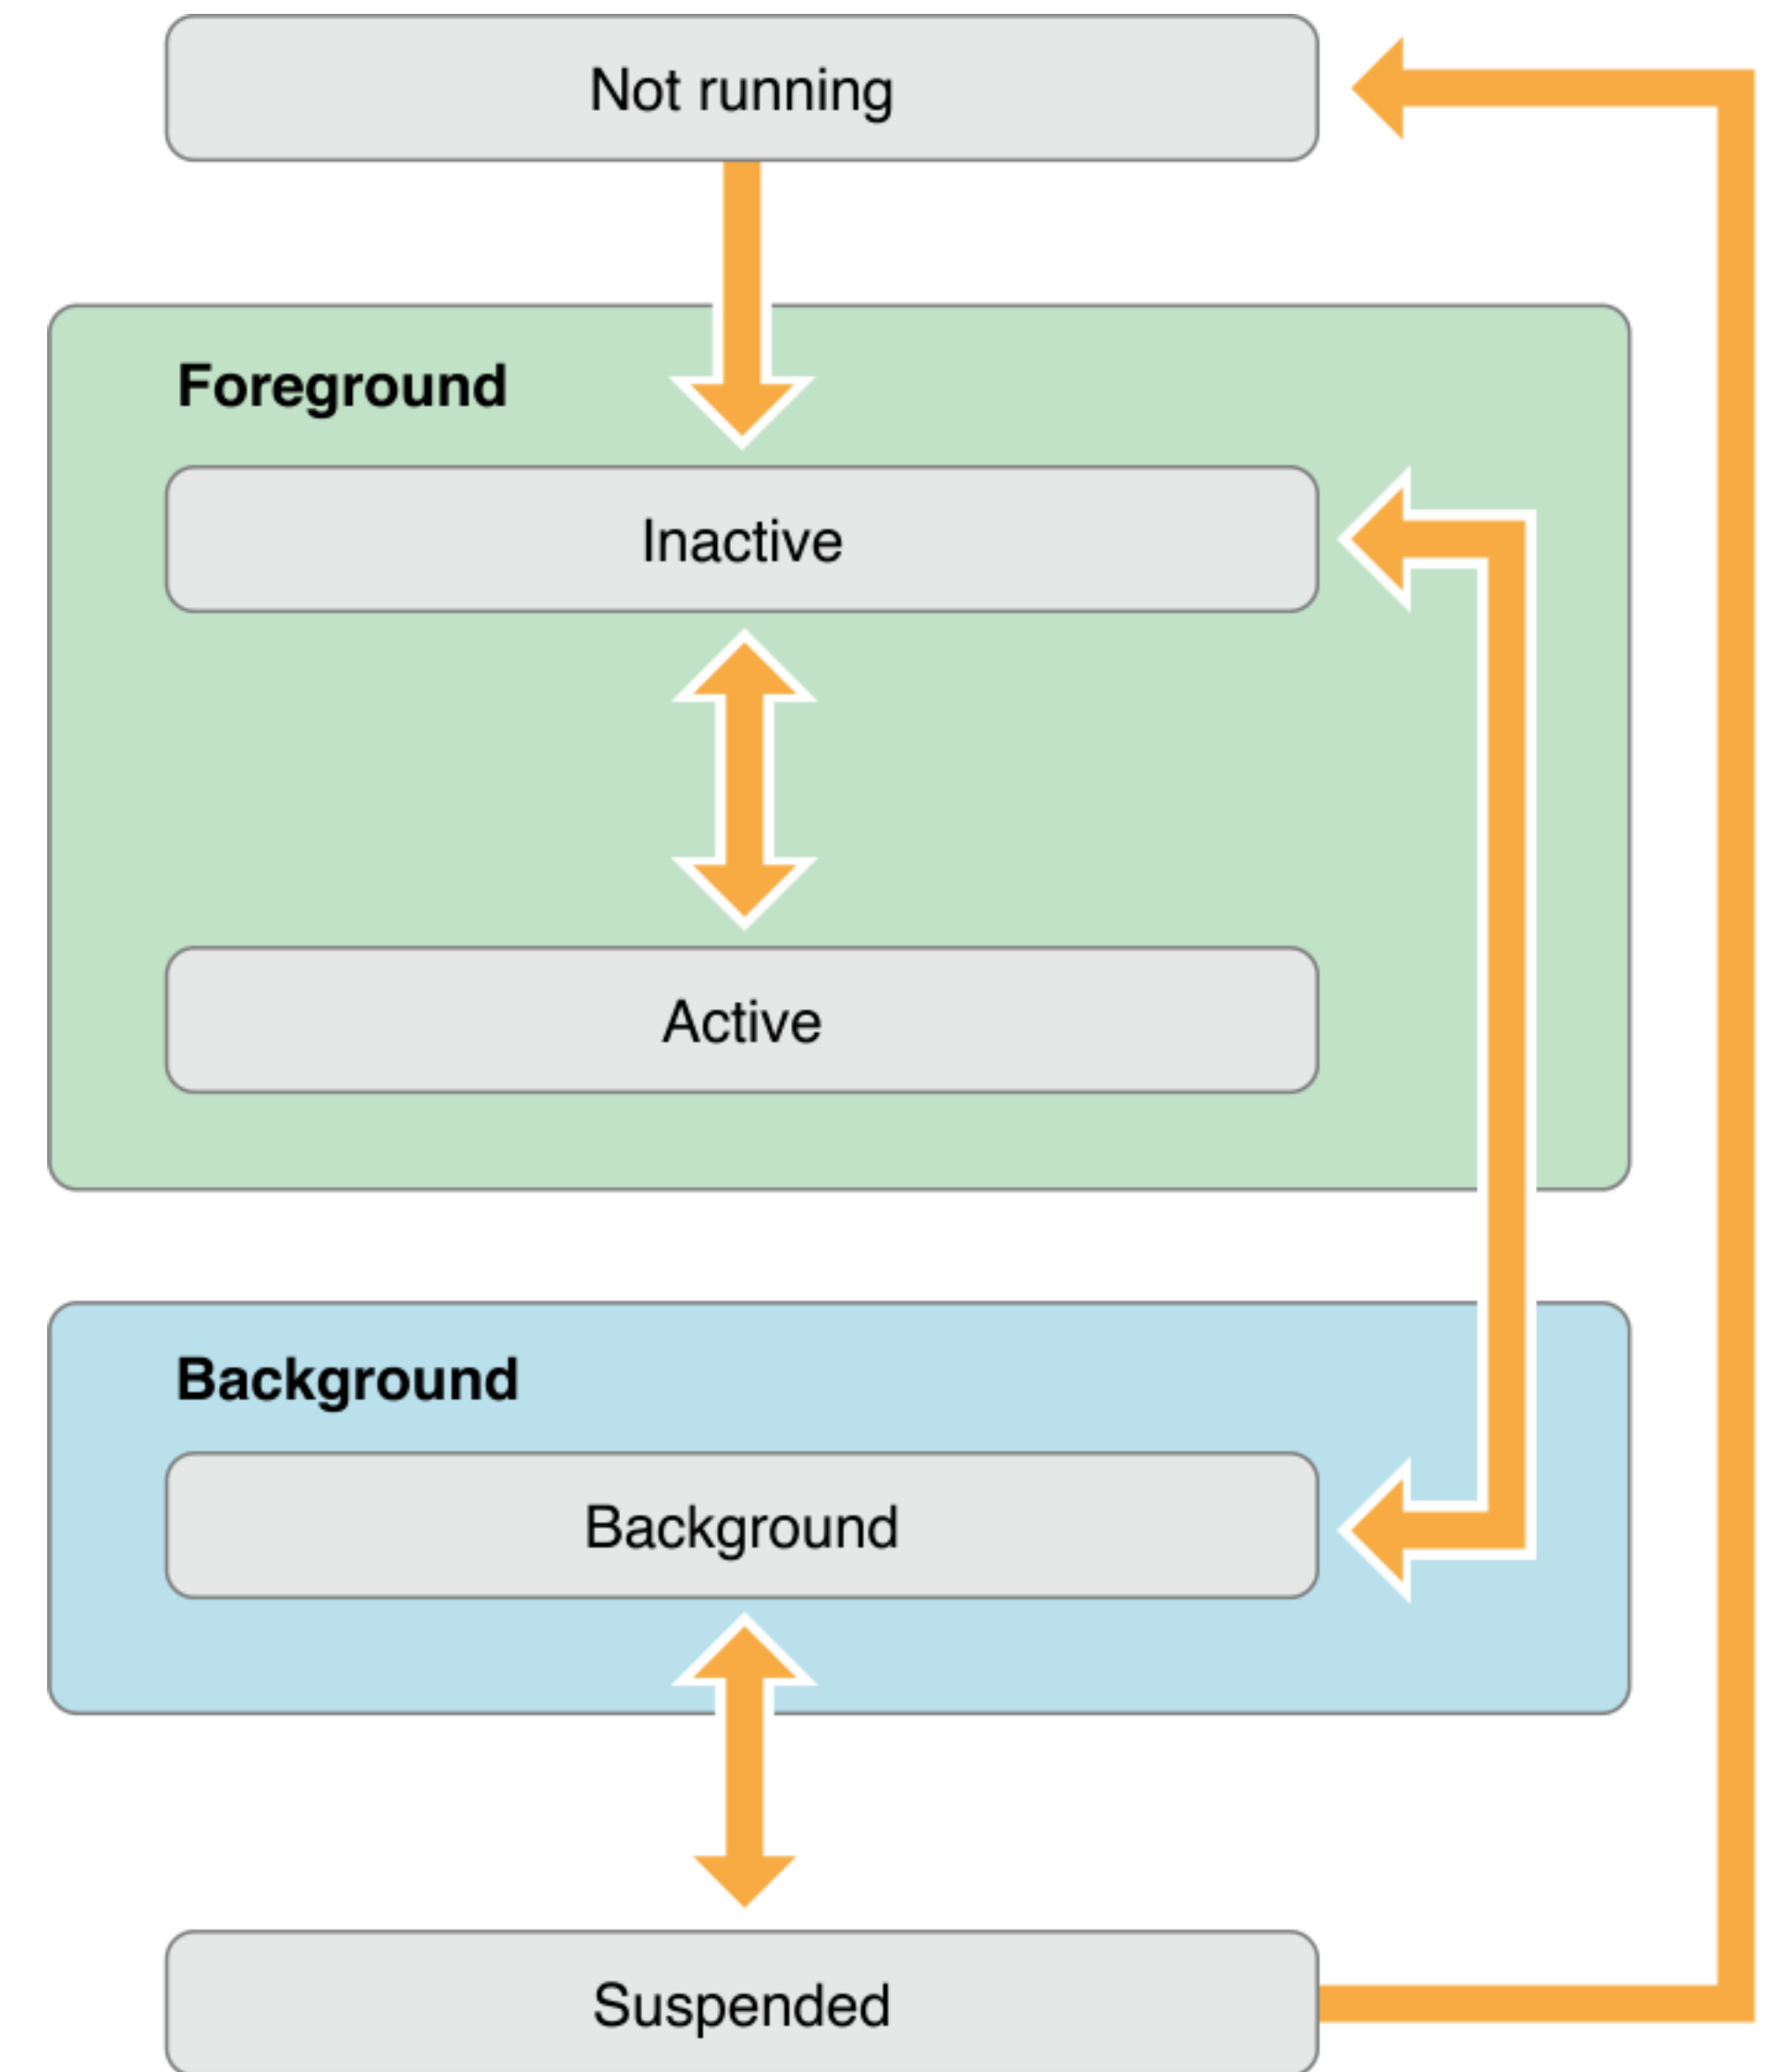 Not running
Foreground
Inactive
Active
Background
Background
Suspended